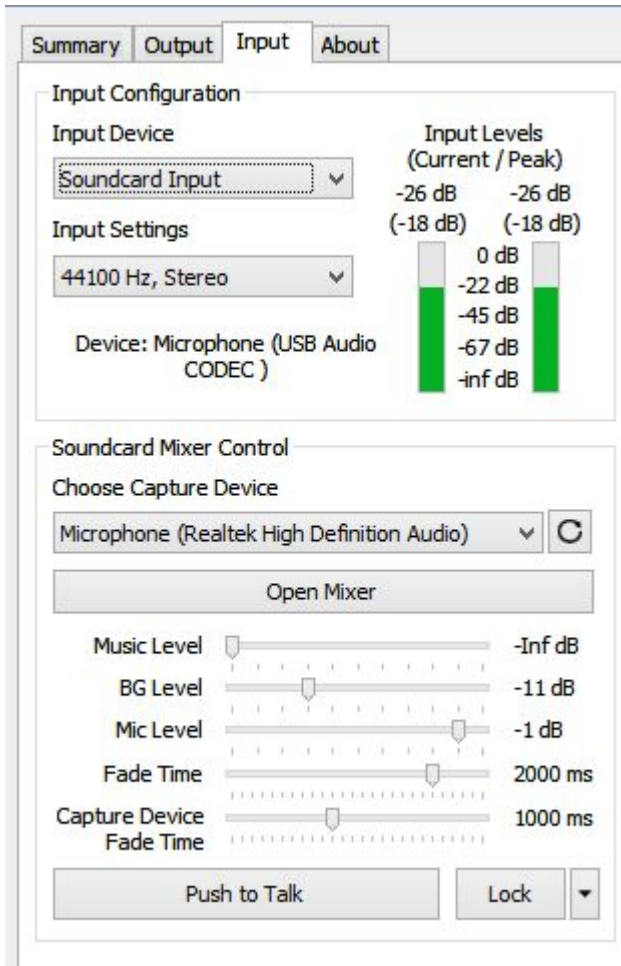 Summary Output Input About
Input Configuration
Input Device
Soundcard Input
Input Settings
44100 Hz, Stereo
Device: Microphone (USB Audio
CODEC )
Input Levels
(Current / Peak)
-26 dB -26 dB
(-18 dB) (-18 dB)
0 dB
-22 dB
-45 dB
-67 dB
-inf dB
Soundcard Mixer Control
Choose Capture Device
Microphone (Realtek High Definition Audio)
Open Mixer
Music Level -Inf dB
BG Level -11 dB
Mic Level -1 dB
Fade Time 2000 ms
Capture Device 1000 ms
Fade Time
Push to Talk Lock